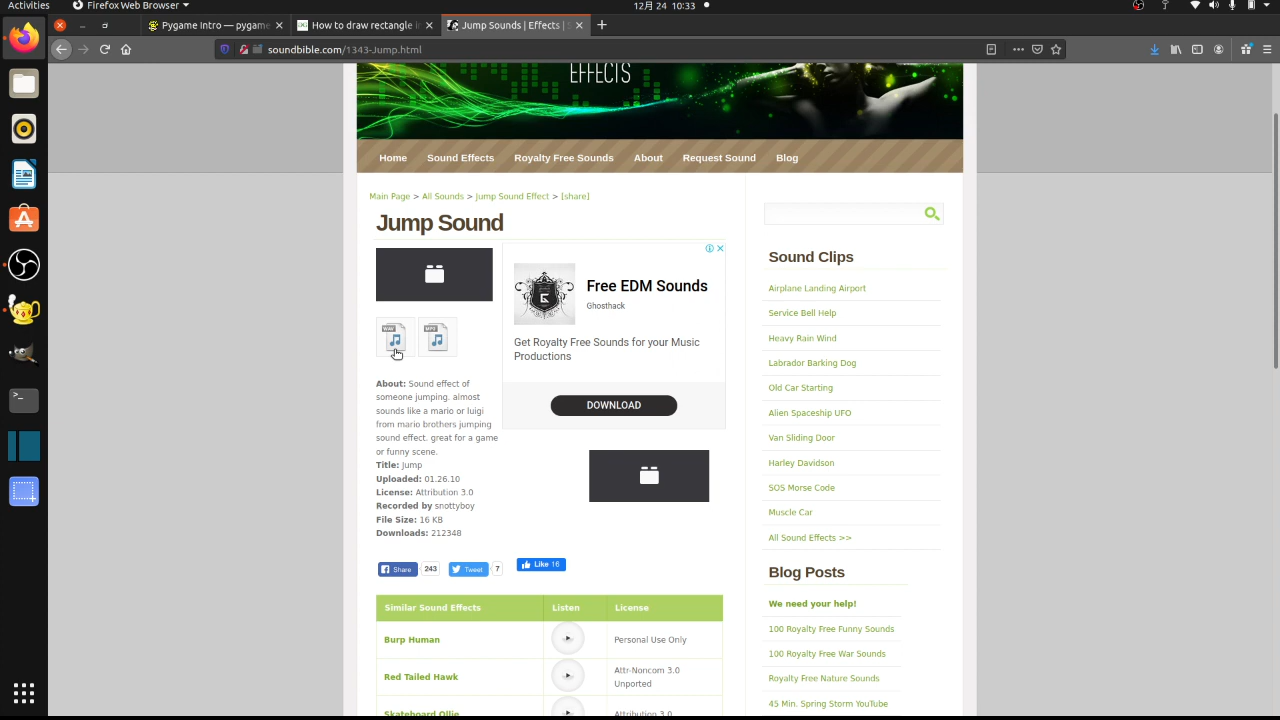 Activities
Firefox Web Browser
12月 24 10:33
Pygame Intro — pygame
How to draw rectangle i
Jump Sounds | Effects | S
soundbible.com/1343-Jump.html
EFFECTS
Home Sound Effects Royalty Free Sounds About Request Sound Blog
Main Page > All Sounds > Jump Sound Effect > [share]
Jump Sound
WAV MP3
Free EDM Sounds
Ghosthack
Get Royalty Free Sounds for your Music
Productions
DOWNLOAD
About: Sound effect of
someone jumping. almost
sounds like a mario or luigi
from mario brothers jumping
sound effect. great for a game
or funny scene.
Title: Jump
Uploaded: 01.26.10
License: Attribution 3.0
Recorded by snottyboy
File Size: 16 KB
Downloads: 212348
Share 243 Tweet 7 Like 16
Similar Sound Effects Listen License
Burp Human Personal Use Only
Red Tailed Hawk Attr-Noncom 3.0
Unported
Skateboard Ollie Attribution 3.0
Sound Clips
Airplane Landing Airport
Service Bell Help
Heavy Rain Wind
Labrador Barking Dog
Old Car Starting
Alien Spaceship UFO
Van Sliding Door
Harley Davidson
SOS Morse Code
Muscle Car
All Sound Effects >>
Blog Posts
We need your help!
100 Royalty Free Funny Sounds
100 Royalty Free War Sounds
Royalty Free Nature Sounds
45 Min. Spring Storm YouTube